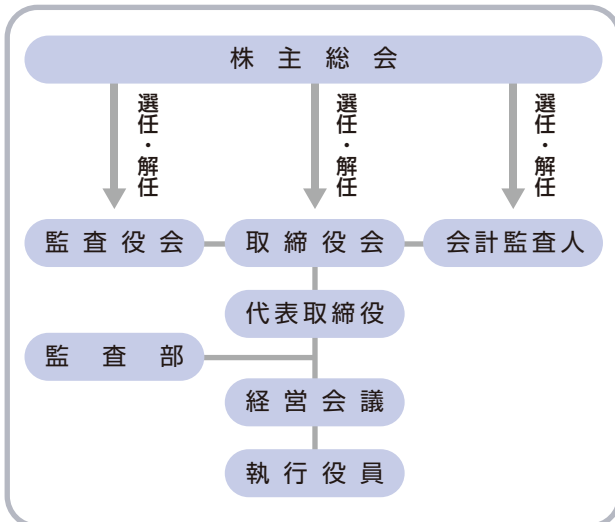 株主総会
選任・解任
選任・解任
選任・解任
監査役会
取締役会
会計監査人
代表取締役
監査部
経営会議
執行役員